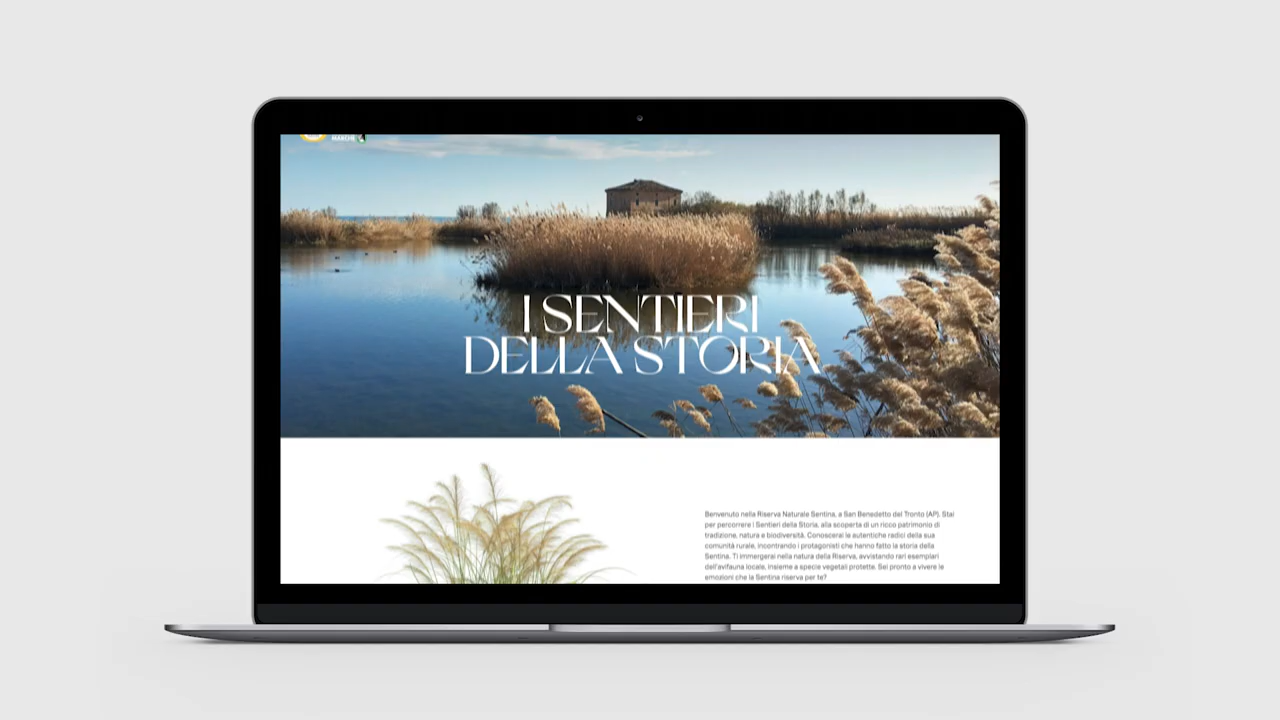 MARCHE
I SENTIERI
DELLA STORIA
Benvenuto nella Riserva Naturale Sentina, a San Benedetto del Tronto (AP). Stai
per percorrere i Sentieri della Storia, alla scoperta di un ricco patrimonio di
tradizione, natura e biodiversità. Conoscerai le autentiche radici della sua
comunità rurale, incontrando i protagonisti che hanno fatto la storia della
Sentina. Ti immergerai nella natura della Riserva, avvistando rari esemplari
dell'avifauna locale, insieme a specie vegetali protette. Sei pronto a vivere le
emozioni che la Sentina riserva per te?